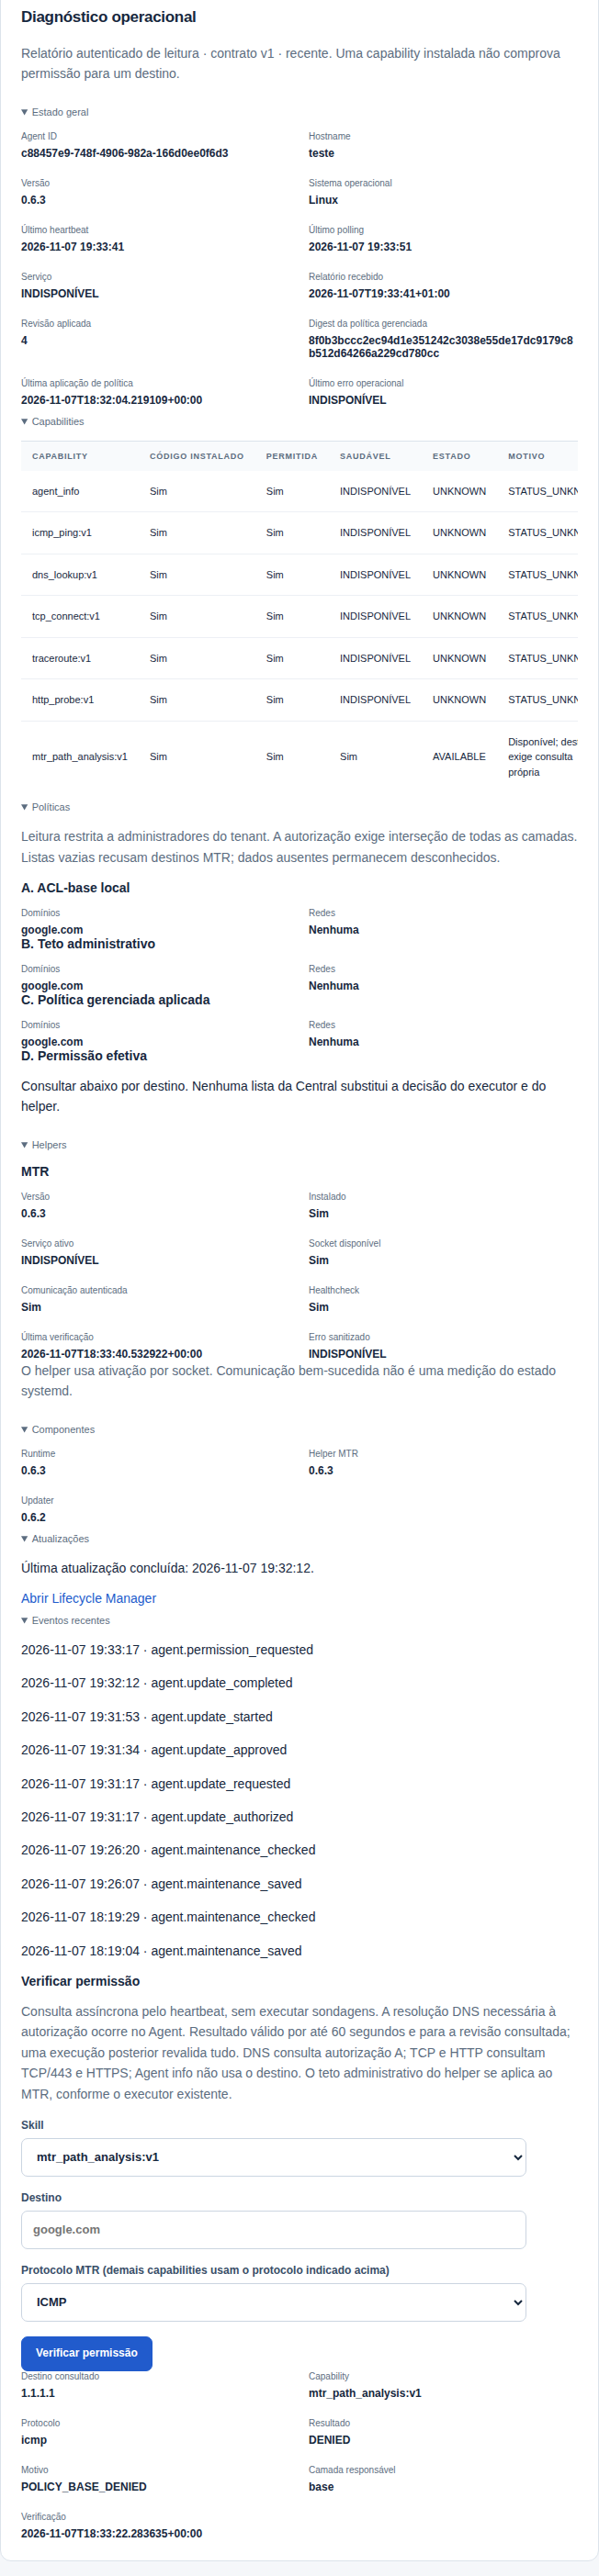 Diagnóstico operacional
Relatório autenticado de leitura · contrato v1 · recente. Uma capability instalada não comprova
permissão para um destino.
Estado geral
Agent ID Hostname
c88457e9-748f-4906-982a-166d0ee0f6d3 teste
Versão Sistema operacional
0.6.3 Linux
Último heartbeat Último polling
2026-11-07 19:33:41 2026-11-07 19:33:51
Serviço Relatório recebido
INDISPONÍVEL 2026-11-07T19:33:41+01:00
Revisão aplicada Digest da política gerenciada
4 8f0b3bccc2ec94d1e351242c3038e55de17dc9179c8
b512d64266a229cd780cc
Última aplicação de política Último erro operacional
2026-11-07T18:32:04.219109+00:00 INDISPONÍVEL
Capabilities
CAPABILITY CÓDIGO INSTALADO PERMITIDA SAUDÁVEL ESTADO MOTIVO
agent_info Sim Sim INDISPONÍVEL UNKNOWN STATUS_UNKN
icmp_ping:v1 Sim Sim INDISPONÍVEL UNKNOWN STATUS_UNKN
dns_lookup:v1 Sim Sim INDISPONÍVEL UNKNOWN STATUS_UNKN
tcp_connect:v1 Sim Sim INDISPONÍVEL UNKNOWN STATUS_UNKN
traceroute:v1 Sim Sim INDISPONÍVEL UNKNOWN STATUS_UNKN
http_probe:v1 Sim Sim INDISPONÍVEL UNKNOWN STATUS_UNKN
mtr_path_analysis:v1 Sim Sim Sim AVAILABLE Disponível; des
exige consulta
própria
Políticas
Leitura restrita a administradores do tenant. A autorização exige interseção de todas as camadas.
Listas vazias recusam destinos MTR; dados ausentes permanecem desconhecidos.
A. ACL-base local
Domínios Redes
google.com Nenhuma
B. Teto administrativo
Domínios Redes
google.com Nenhuma
C. Política gerenciada aplicada
Domínios Redes
google.com Nenhuma
D. Permissão efetiva
Consultar abaixo por destino. Nenhuma lista da Central substitui a decisão do executor e do
helper.
Helpers
MTR
Versão Instalado
0.6.3 Sim
Serviço ativo Socket disponível
INDISPONÍVEL Sim
Comunicação autenticada Healthcheck
Sim Sim
Última verificação Erro sanitizado
2026-11-07T18:33:40.532922+00:00 INDISPONÍVEL
O helper usa ativação por socket. Comunicação bem-sucedida não é uma medição do estado
systemd.
Componentes
Runtime Helper MTR
0.6.3 0.6.3
Updater
0.6.2
Atualizações
Última atualização concluída: 2026-11-07 19:32:12.
Abrir Lifecycle Manager
Eventos recentes
2026-11-07 19:33:17 · agent.permission_requested
2026-11-07 19:32:12 · agent.update_completed
2026-11-07 19:31:53 · agent.update_started
2026-11-07 19:31:34 · agent.update_approved
2026-11-07 19:31:17 · agent.update_requested
2026-11-07 19:31:17 · agent.update_authorized
2026-11-07 19:26:20 · agent.maintenance_checked
2026-11-07 19:26:07 · agent.maintenance_saved
2026-11-07 18:19:29 · agent.maintenance_checked
2026-11-07 18:19:04 · agent.maintenance_saved
Verificar permissão
Consulta assíncrona pelo heartbeat, sem executar sondagens. A resolução DNS necessária à
autorização ocorre no Agent. Resultado válido por até 60 segundos e para a revisão consultada;
uma execução posterior revalida tudo. DNS consulta autorização A; TCP e HTTP consultam
TCP/443 e HTTPS; Agent info não usa o destino. O teto administrativo do helper se aplica ao
MTR, conforme o executor existente.
Skill
mtr_path_analysis:v1
Destino
google.com
Protocolo MTR (demais capabilities usam o protocolo indicado acima)
ICMP
Verificar permissão
Destino consultado Capability
1.1.1.1 mtr_path_analysis:v1
Protocolo Resultado
icmp DENIED
Motivo Camada responsável
POLICY_BASE_DENIED base
Verificação
2026-11-07T18:33:22.283635+00:00